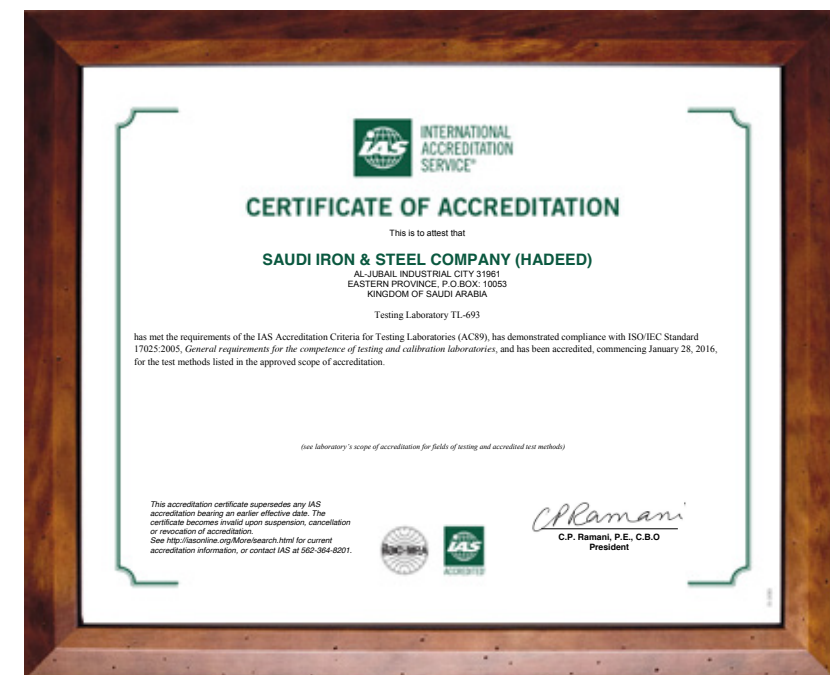 IAS
INTERNATIONAL
ACCREDITATION
SERVICE®
CERTIFICATE OF ACCREDITATION
This is to attest that
SAUDI IRON & STEEL COMPANY (HADEED)
AL-JUBAIL INDUSTRIAL CITY 31961
EASTERN PROVINCE, P.O.BOX: 10053
KINGDOM OF SAUDI ARABIA
Testing Laboratory TL-693
has met the requirements of the IAS Accreditation Criteria for Testing Laboratories (AC89), has demonstrated compliance with ISO/IEC Standard
17025:2005, General requirements for the competence of testing and calibration laboratories, and has been accredited, commencing January 28, 2016,
for the test methods listed in the approved scope of accreditation.
(see laboratory's scope of accreditation for fields of testing and accredited test methods)
This accreditation certificate supersedes any IAS
accreditation bearing an earlier effective date. The
certificate becomes invalid upon suspension, cancellation
or revocation of accreditation.
See http://iasonline.org/More/search.html for current
accreditation information, or contact IAS at 562-364-8201.
ilac-MRA
IAS
ACCREDITED
CPRamani
C.P. Ramani, P.E., C.B.O
President